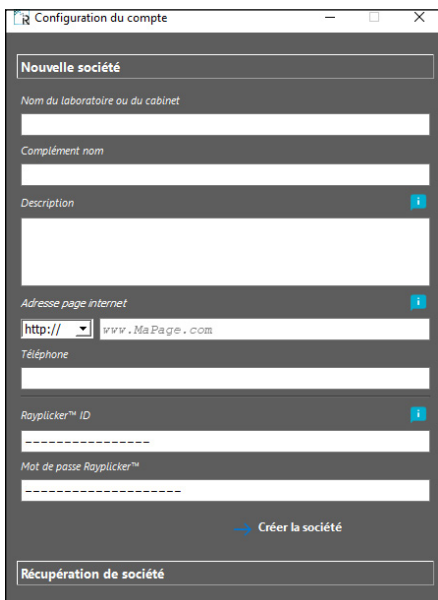 Configuration du compte
Nouvelle société
Nom du laboratoire ou du cabinet
Complément nom
Description
Adresse page internet
http:// www.MaPage.com
Téléphone
Rayplicker™ ID
----------------
Mot de passe Rayplicker™
--------------------
Créer la société
Récupération de société